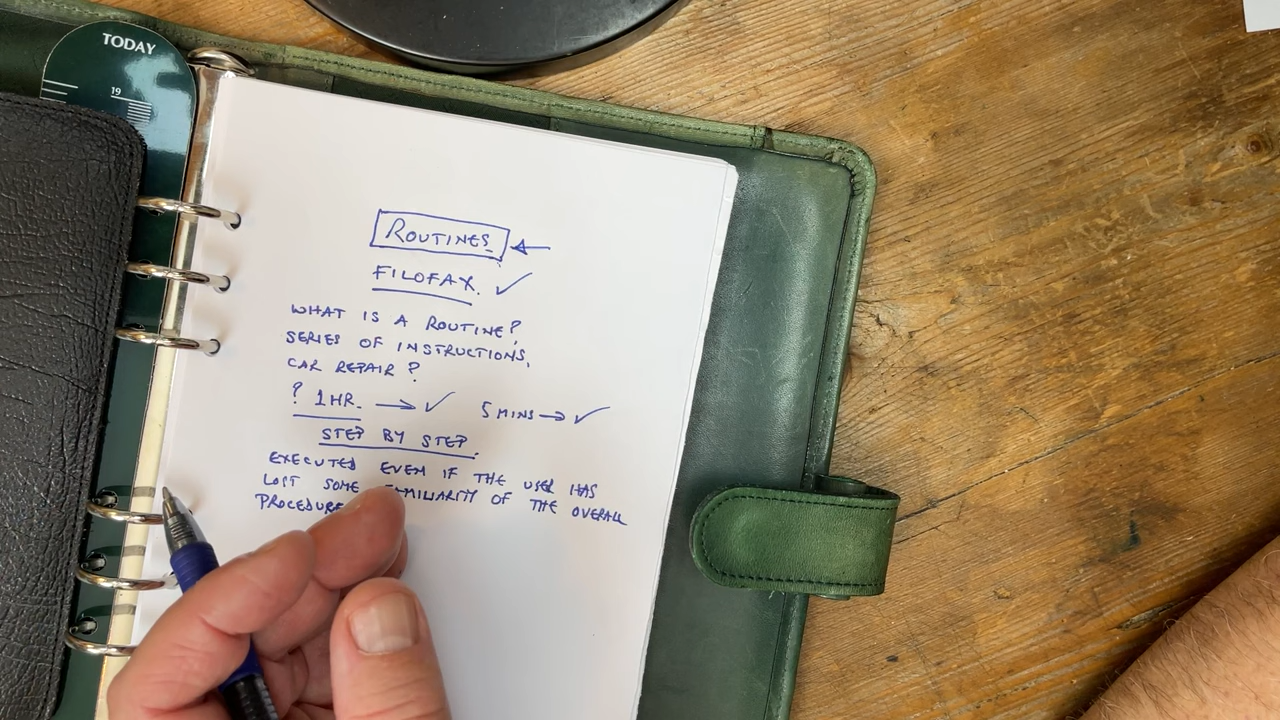 TODAY
19
ROUTINES
FILOFAX.
WHAT IS A ROUTINE?
SERIES OF INSTRUCTIONS.
CAR REPAIR?
? 1HR. → ✓ 5 MINS → ✓
STEP BY STEP.
EXECUTED EVEN IF THE USER HAS
LOST SOME FAMILIARITY OF THE OVERALL
PROCEDURE